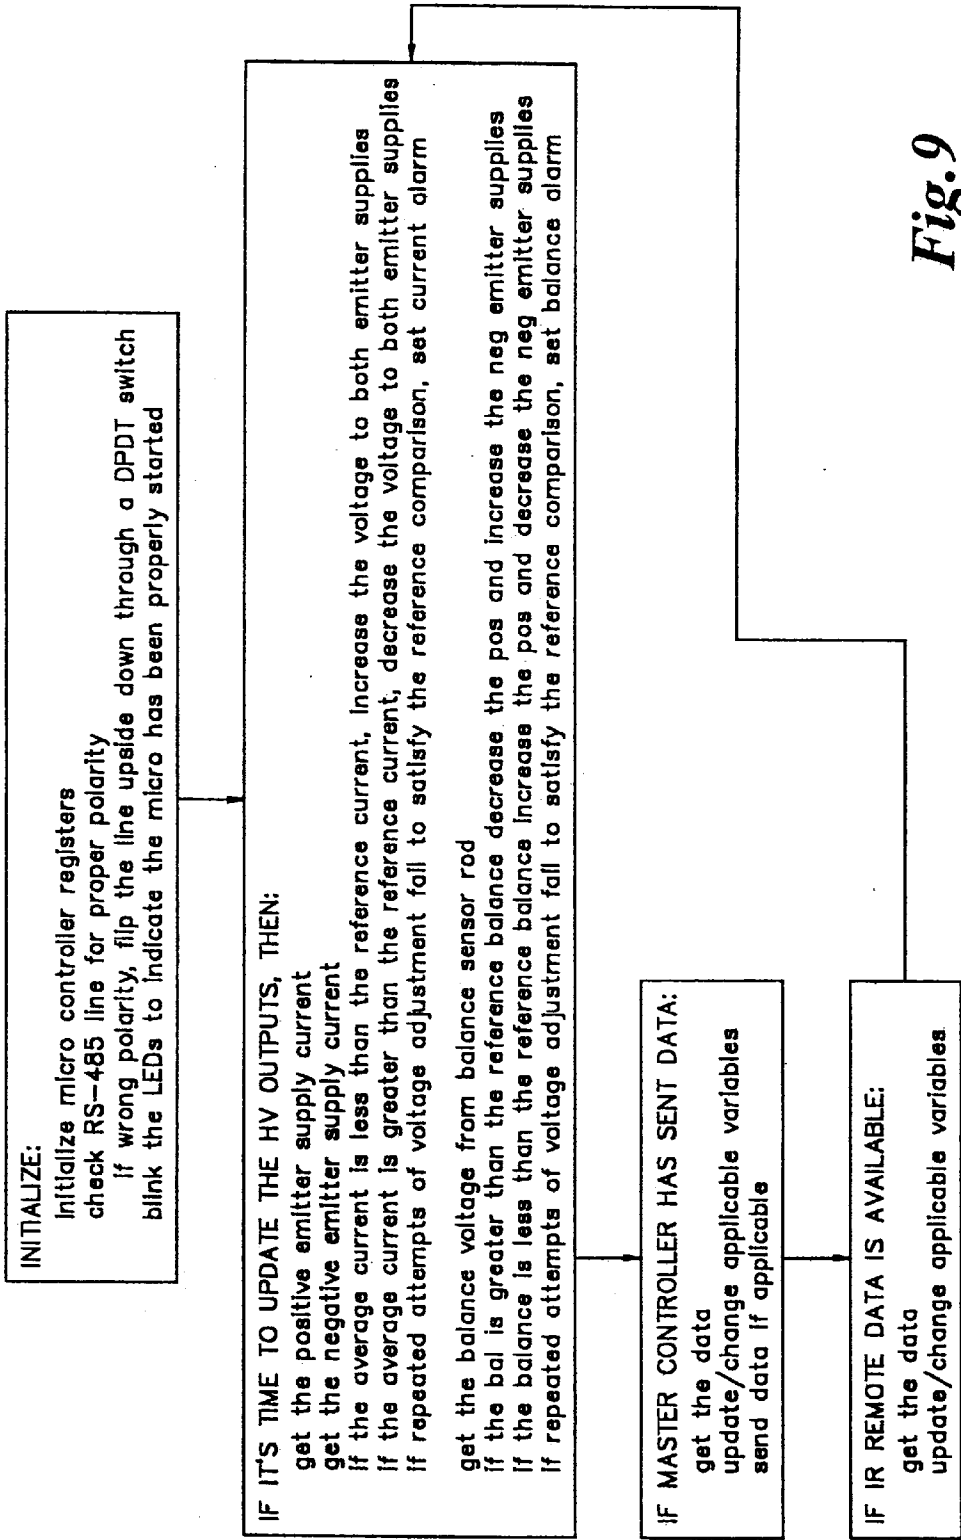 INITIALIZE:
Initialize micro controller registers
check RS-485 line for proper polarity
If wrong polarity, flip the line upside down through a DPDT switch
blink the LEDs to indicate the micro has been properly started
IF IT'S TIME TO UPDATE THE HV OUTPUTS, THEN:
get the positive emitter supply current
get the negative emitter supply current
If the average current is less than the reference current, Increase the voltage to both emitter supplies
If the average current is greater than the reference current, decrease the voltage to both emitter supplies
If repeated attempts of voltage adjustment fail to satisfy the reference comparison, set current alarm
get the balance voltage from balance sensor rod
If the bal is greater than the reference balance decrease the pos and increase the neg emitter supplies
If the balance is less than the reference balance Increase the pos and decrease the neg emitter supplies
If repeated attempts of voltage adjustment fail to satisfy the reference comparison, set balance alarm
IF MASTER CONTROLLER HAS SENT DATA:
get the data
update/change applicable variables
send data if applicable
IF IR REMOTE DATA IS AVAILABLE:
get the data
update/change applicable variables
Fig.9